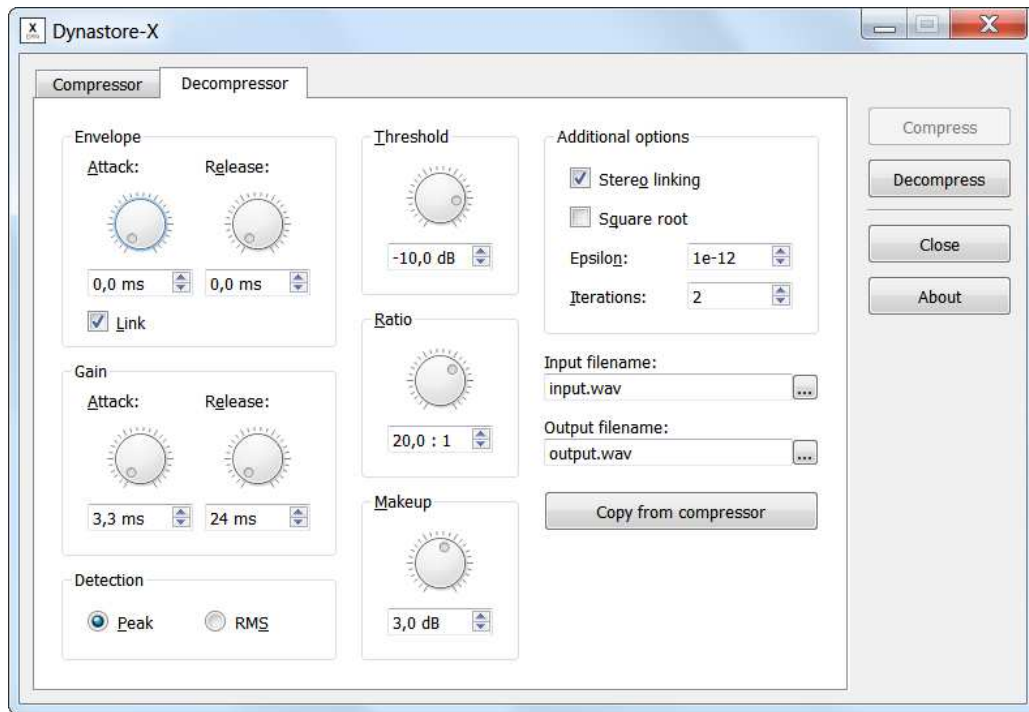 Dynastore-X
Compressor
Decompressor
Envelope
Attack:
Release:
0,0 ms
0,0 ms
Link
Gain
Attack:
Release:
3,3 ms
24 ms
Detection
Peak
RMS
Threshold
-10,0 dB
Ratio
20,0 : 1
Makeup
3,0 dB
Additional options
Stereo linking
Square root
Epsilon:
1e-12
Iterations:
2
Input filename:
input.wav
...
Output filename:
output.wav
...
Copy from compressor
Compress
Decompress
Close
About